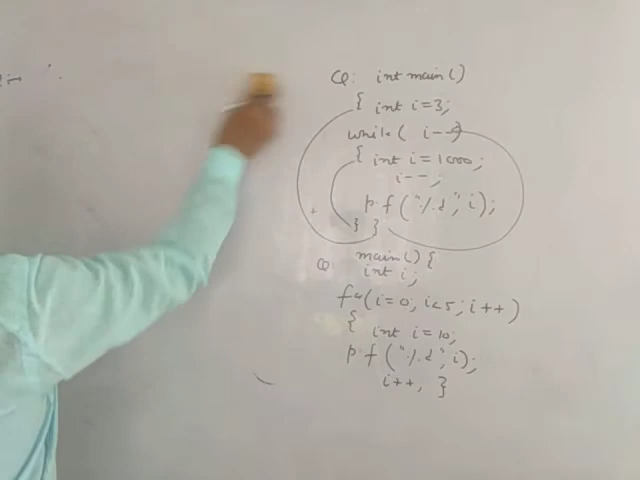 Q: int main()
{ int i=3;
while( i--)
{ int i=1000;
i--;
p.f("%d", i);
} }
Q main() {
int i;
for(i=0, i<5; i++)
{ int i=10;
p.f("%d", i);
i++, }